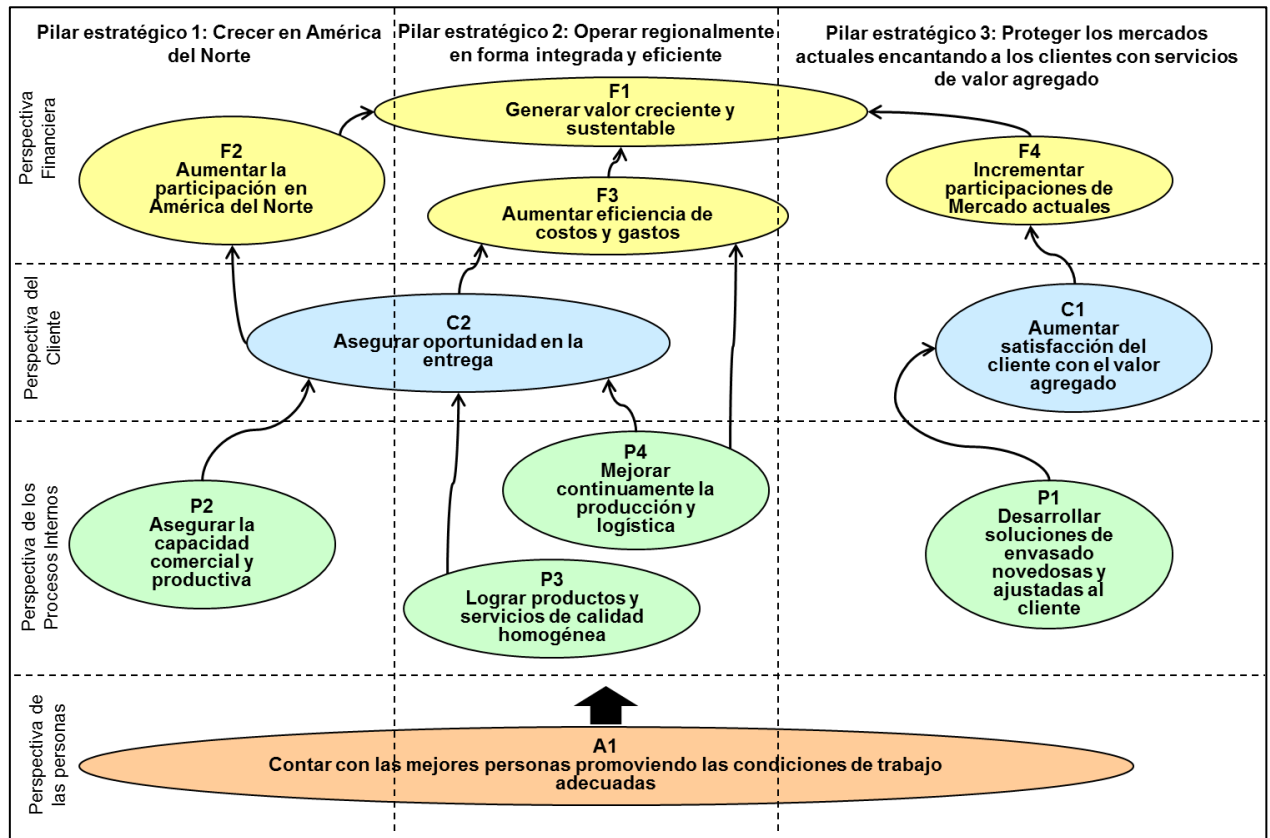 Pilar estratégico 1: Crecer en América
del Norte
Pilar estratégico 2: Operar regionalmente
en forma integrada y eficiente
Pilar estratégico 3: Proteger los mercados
actuales encantando a los clientes con servicios
de valor agregado
Perspectiva
Financiera
F1
Generar valor creciente y
sustentable
F2
Aumentar la
participación en
América del Norte
F3
Aumentar eficiencia de
costos y gastos
F4
Incrementar
participaciones de
Mercado actuales
Perspectiva del
Cliente
C2
Asegurar oportunidad en la
entrega
C1
Aumentar
satisfacción del
cliente con el valor
agregado
Perspectiva de los
Procesos Internos
P2
Asegurar la
capacidad
comercial y
productiva
P4
Mejorar
continuamente la
producción y
logística
P3
Lograr productos y
servicios de calidad
homogénea
P1
Desarrollar
soluciones de
envasado
novedosas y
ajustadas al
cliente
Perspectiva de
las personas
A1
Contar con las mejores personas promoviendo las condiciones de trabajo
adecuadas